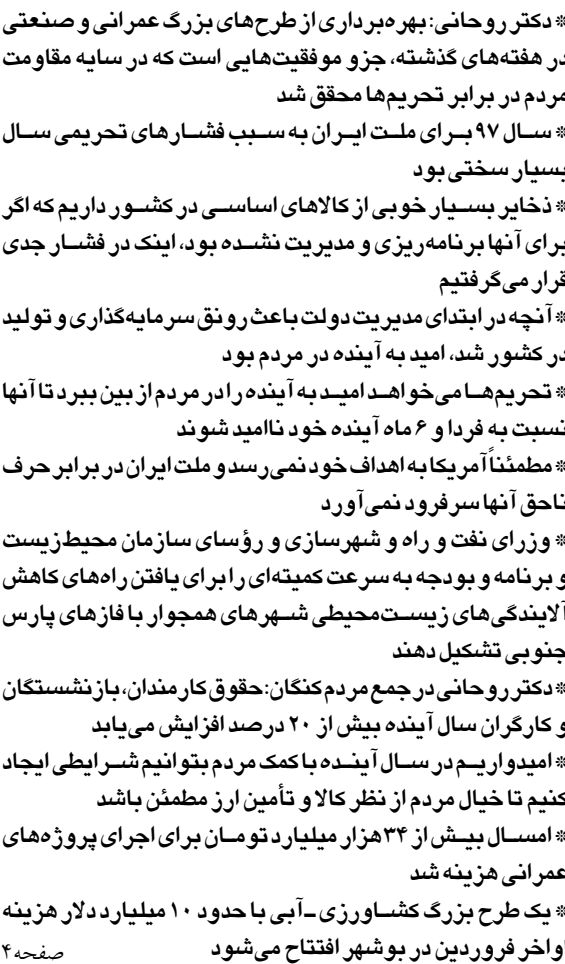 * دکتر روحانی: بهره‌برداری از طرح‌های بزرگ عمرانی و صنعتی
در هفته‌های گذشته، جزو موفقیت‌هایی است که در سایه مقاومت
مردم در برابر تحریم‌ها محقق شد
* سال ۹۷ برای ملت ایران به سبب فشارهای تحریمی سال
بسیار سختی بود
* ذخایر بسیار خوبی از کالاهای اساسی در کشور داریم که اگر
برای آنها برنامه‌ریزی و مدیریت نشده بود، اینک در فشار جدی
قرار می‌گرفتیم
* آنچه در ابتدای مدیریت دولت باعث رونق سرمایه‌گذاری و تولید
در کشور شد، امید به آینده در مردم بود
* تحریم‌ها می‌خواهد امید به آینده را در مردم از بین ببرد تا آنها
نسبت به فردا و ۶ ماه آینده خود ناامید شوند
* مطمئناً آمریکا به اهداف خود نمی‌رسد و ملت ایران در برابر حرف
ناحق آنها سر فرود نمی‌آورد
* وزرای نفت و راه و شهرسازی و رؤسای سازمان محیط‌زیست
و برنامه و بودجه به سرعت کمیته‌ای را برای یافتن راه‌های کاهش
آلایندگی‌های زیست‌محیطی شهرهای همجوار با فازهای پارس
جنوبی تشکیل دهند
* دکتر روحانی در جمع مردم کنگان: حقوق کارمندان، بازنشستگان
و کارگران سال آینده بیش از ۲۰ درصد افزایش می‌یابد
* امیدواریم در سال آینده با کمک مردم بتوانیم شرایطی ایجاد
کنیم تا خیال مردم از نظر کالا و تأمین ارز مطمئن باشد
* امسال بیش از ۳۴ هزار میلیارد تومان برای اجرای پروژه‌های
عمرانی هزینه شد
* یک طرح بزرگ کشاورزی ـ آبی با حدود ۱۰ میلیارد دلار هزینه
اواخر فروردین در بوشهر افتتاح می‌شود صفحه ۴